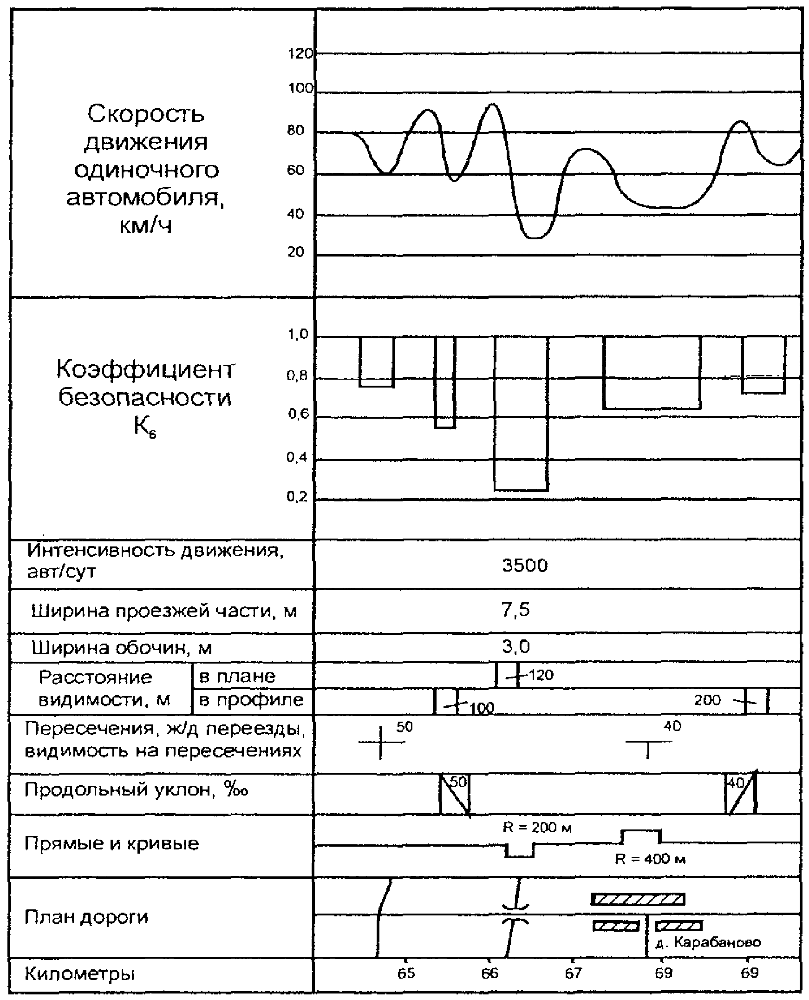 120
100
80
60
40
20
Скорость
движения
одиночного
автомобиля,
км/ч
1,0
0,8
0,6
0,4
0,2
Коэффициент
безопасности
Кб
Интенсивность движения,
авт/сут
3500
Ширина проезжей части, м
7,5
Ширина обочин, м
3,0
Расстояние
видимости, м
в плане
120
в профиле
100
200
Пересечения, ж/д переезды,
видимость на пересечениях
50
40
Продольный уклон, ‰
50
40
Прямые и кривые
R = 200 м
R = 400 м
План дороги
д. Карабаново
Километры
65
66
67
69
69